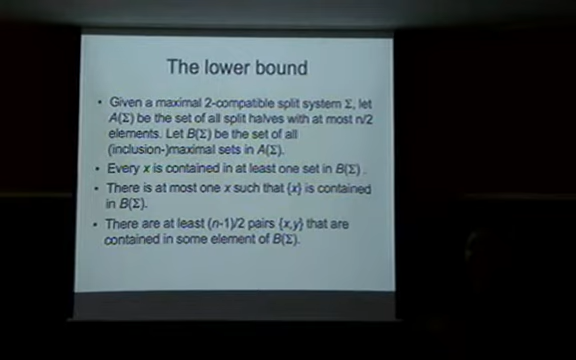 The lower bound
• Given a maximal 2-compatible split system Σ, let
A(Σ) be the set of all split halves with at most n/2
elements. Let B(Σ) be the set of all
(inclusion-)maximal sets in A(Σ).
• Every x is contained in at least one set in B(Σ) .
• There is at most one x such that {x} is contained
in B(Σ).
• There are at least (n-1)/2 pairs {x,y} that are
contained in some element of B(Σ).